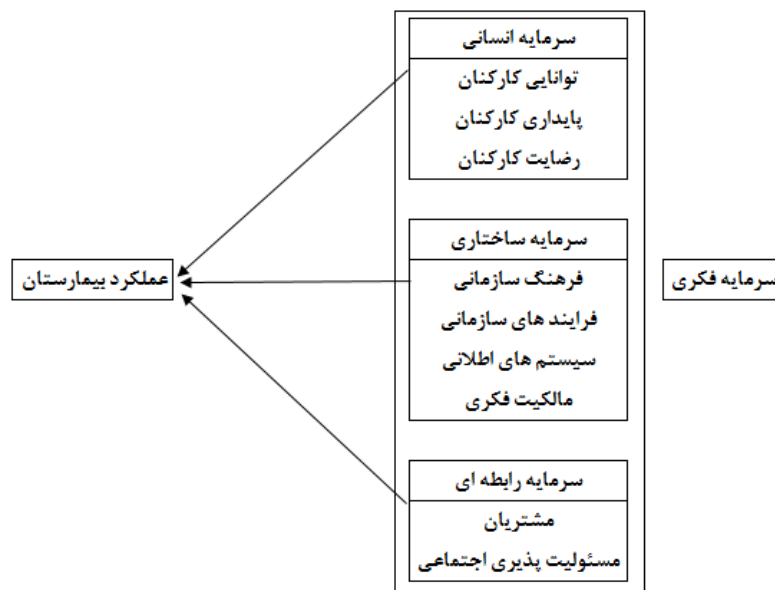 سرمایه انسانی
توانایی کارکنان
پایداری کارکنان
رضایت کارکنان
سرمایه ساختاری
فرهنگ سازمانی
فرایند های سازمانی
سیستم های اطلاتی
مالکیت فکری
سرمایه رابطه ای
مشتریان
مسئولیت پذیری اجتماعی
سرمایه فکری
عملکرد بیمارستان